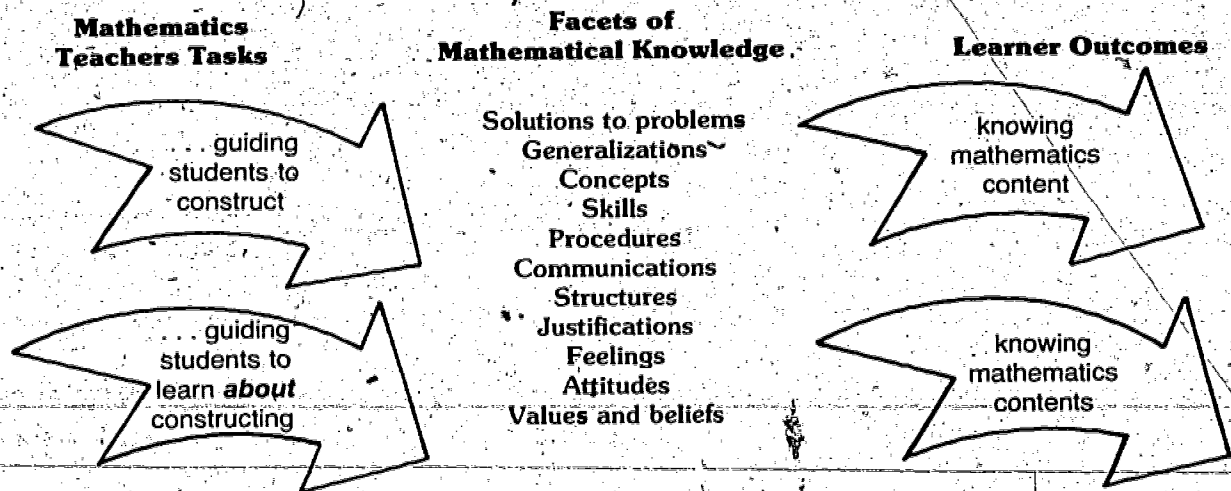 Mathematics
Teachers Tasks
Facets of
Mathematical Knowledge
Learner Outcomes
. . . guiding
students to
construct
. . . guiding
students to
learn about
constructing
Solutions to problems
Generalizations
Concepts
Skills
Procedures
Communications
Structures
Justifications
Feelings
Attitudes
Values and beliefs
knowing
mathematics
content
knowing
mathematics
contents